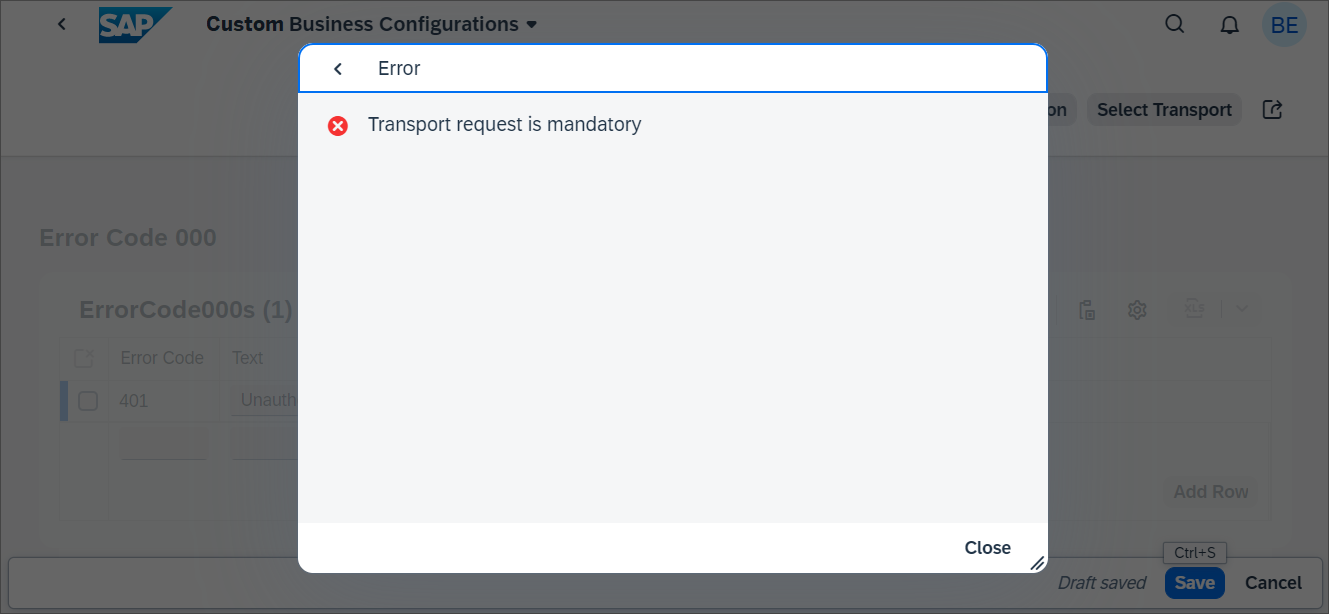 SAP
Custom Business Configurations
BE
Error
on
Select Transport
Transport request is mandatory
Error Code 000
ErrorCode000s (1)
XLS
Error Code
Text
401
Unauth
Add Row
Close
Ctrl+S
Draft saved
Save
Cancel